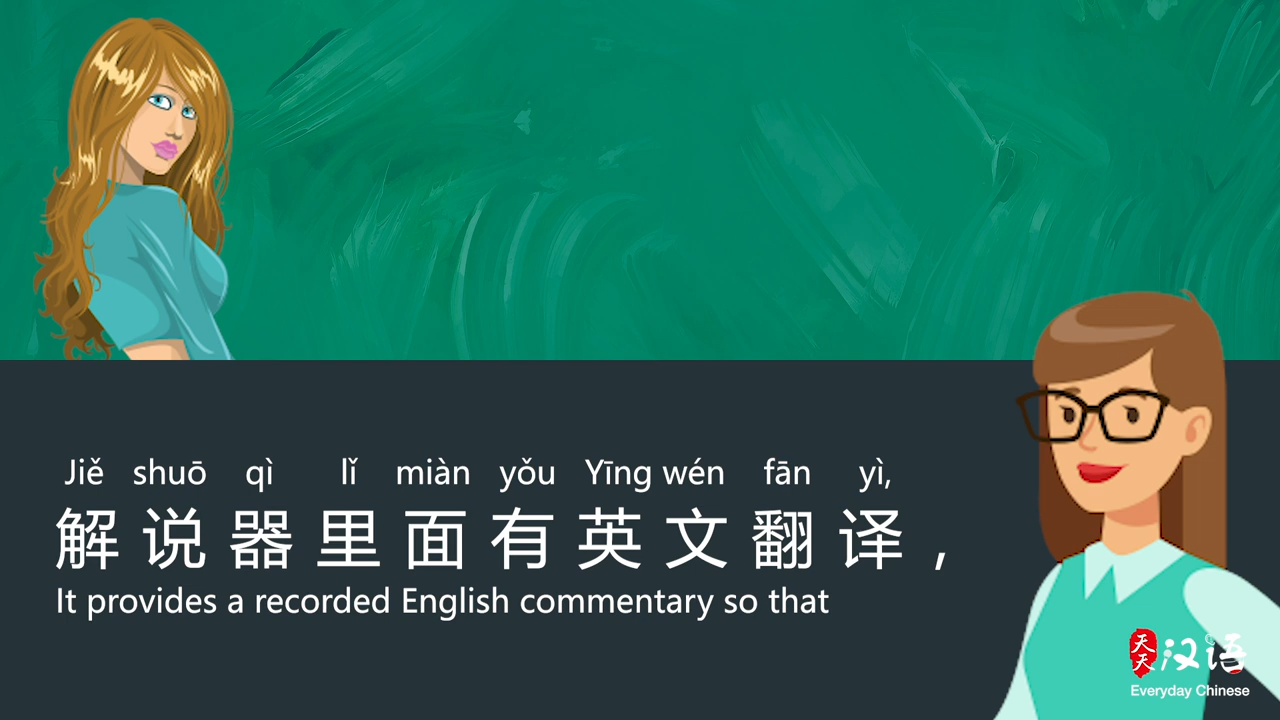 Jiě shuō qì lǐ miàn yǒu Yīng wén fān yì,
解说器里面有英文翻译，
It provides a recorded English commentary so that
天天汉语
Everyday Chinese